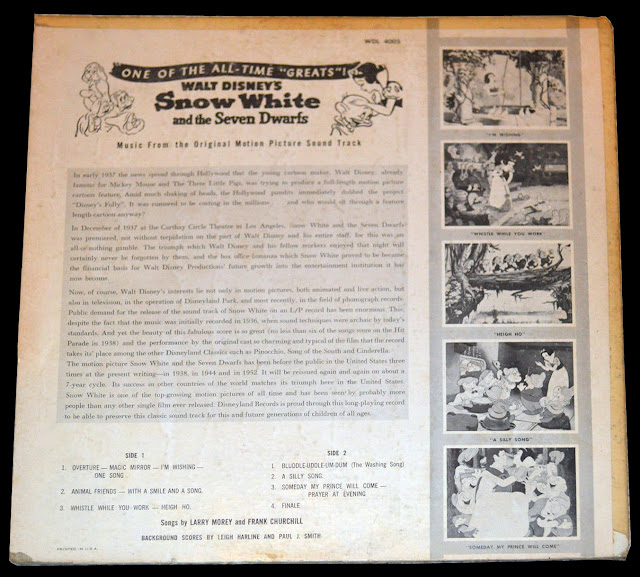 WDL 4005
ONE OF THE ALL-TIME "GREATS"!
WALT DISNEY'S
Snow White
and the Seven Dwarfs
Music From the Original Motion Picture Sound Track
In early 1937 the news spread through Hollywood that the young cartoon maker, Walt Disney, already
famous for Mickey Mouse and The Three Little Pigs, was trying to produce a full-length motion picture
cartoon feature. Amid much shaking of heads, the Hollywood pundits immediately dubbed the project
"Disney's Folly". It was rumored to be costing in the millions and who would sit through a feature
length cartoon anyway?
In December of 1937 at the Carthay Circle Theatre in Los Angeles, Snow White and the Seven Dwarfs
was premiered, not without trepidation on the part of Walt Disney and his entire staff, for this was an
all-or-nothing gamble. The triumph which Walt Disney and his fellow workers enjoyed that night will
certainly never be forgotten by them, and the box office bonanza which Snow White proved to be became
the financial basis for Walt Disney Productions' future growth into the entertainment institution it has
now become.
Now, of course, Walt Disney's interests lie not only in motion pictures, both animated and live action, but
also in television, in the operation of Disneyland Park, and most recently, in the field of phonograph records.
Public demand for the release of the sound track of Snow White on an L/P record has been enormous. This,
despite the fact that the music was initially recorded in 1936, when sound techniques were archaic by today's
standards. And yet the beauty of this fabulous score is so great (no less than six of the songs were on the Hit
Parade in 1938) and the performance by the original cast so charming and typical of the film that the record
takes its' place among the other Disneyland Classics such as Pinocchio, Song of the South and Cinderella.
The motion picture Snow White and the Seven Dwarfs has been before the public in the United States three
times at the present writing—in 1938, in 1944 and in 1952. It will be reissued again and again on about a
7-year cycle. Its success in other countries of the world matches its triumph here in the United States.
Snow White is one of the top-grossing motion pictures of all time and has been seen by probably more
people than any other single film ever released. Disneyland Records is proud through this long-playing record
to be able to preserve this classic sound track for this and future generations of children of all ages.
SIDE 1
1. OVERTURE — MAGIC MIRROR — I'M WISHING —
ONE SONG
2. ANIMAL FRIENDS — WITH A SMILE AND A SONG
3. WHISTLE WHILE YOU WORK — HEIGH HO.
SIDE 2
1. BLUDDLE-UDDLE-UM-DUM (The Washing Song)
2. A SILLY SONG
3. SOMEDAY MY PRINCE WILL COME —
PRAYER AT EVENING
4. FINALE
Songs by LARRY MOREY and FRANK CHURCHILL
BACKGROUND SCORES BY LEIGH HARLINE AND PAUL J. SMITH
PRINTED IN U.S.A.
"I'M WISHING"
"WHISTLE WHILE YOU WORK"
"HEIGH HO"
"A SILLY SONG"
"SOMEDAY MY PRINCE WILL COME"